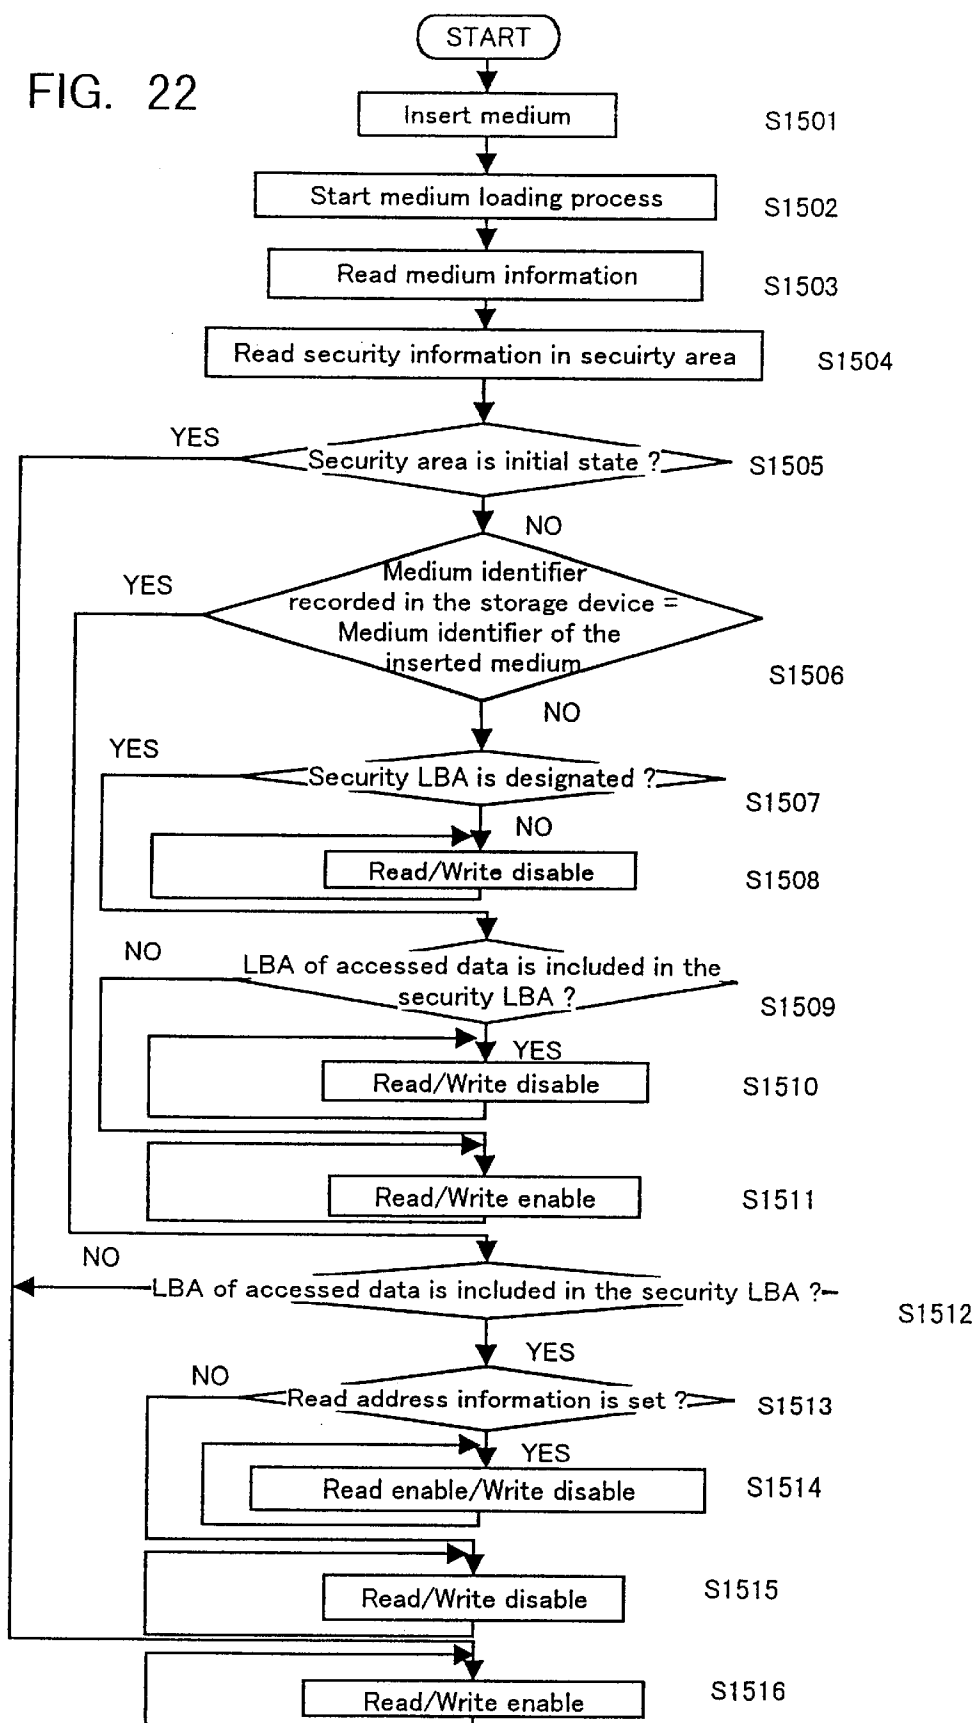 START
FIG. 22
Insert medium
S1501
Start medium loading process
S1502
Read medium information
S1503
Read security information in secuirty area
S1504
YES
Security area is initial state ?
S1505
NO
YES
Medium identifier
recorded in the storage device =
Medium identifier of the
inserted medium
S1506
NO
YES
Security LBA is designated ?
S1507
NO
Read/Write disable
S1508
NO
LBA of accessed data is included in the
security LBA ?
S1509
YES
Read/Write disable
S1510
Read/Write enable
S1511
NO
LBA of accessed data is included in the security LBA ?
S1512
YES
NO
Read address information is set ?
S1513
YES
Read enable/Write disable
S1514
Read/Write disable
S1515
Read/Write enable
S1516